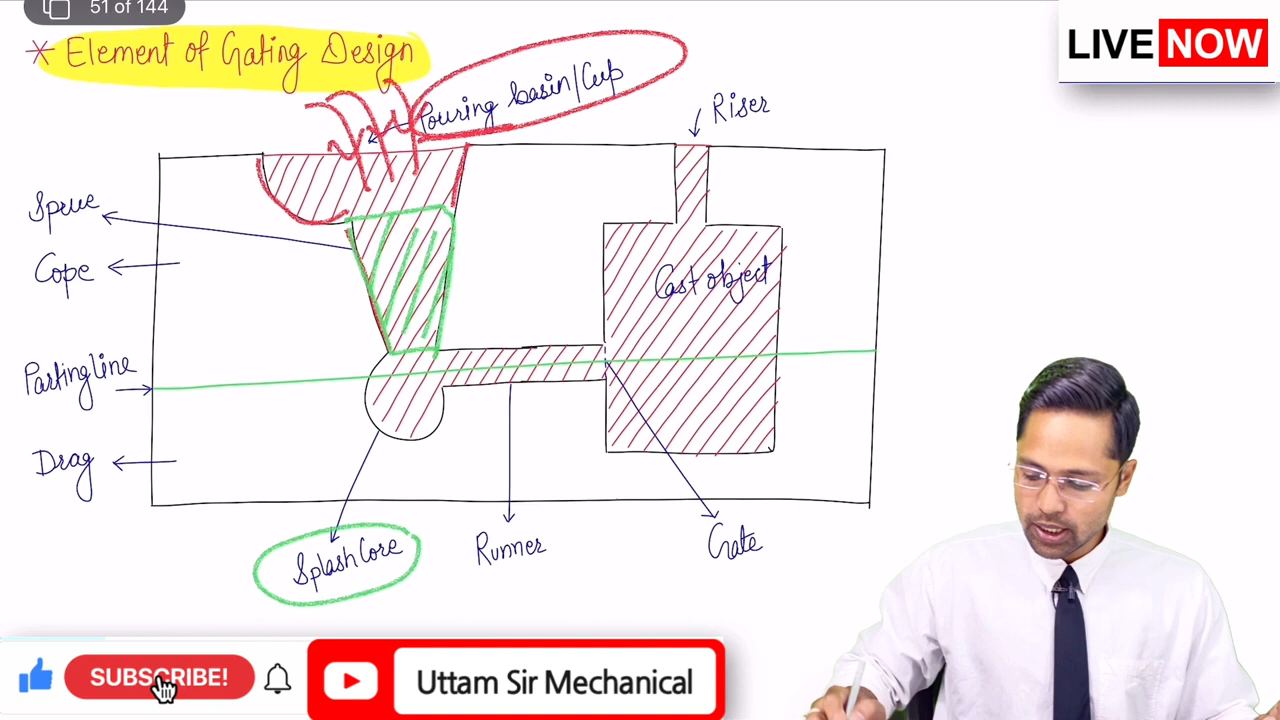 51 of 144
* Element of Gating Design
LIVE NOW
Pouring basin/Cup
Riser
Sprue
Cope
Cast object
Parting line
Drag
Splash Core
Runner
Gate
SUBSCRIBE!
Uttam Sir Mechanical